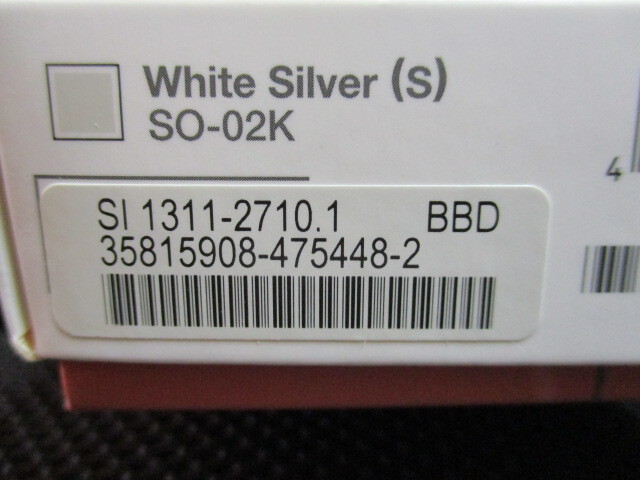 White Silver (S)
SO-02K
SI 1311-2710.1 BBD
35815908-475448-2
4